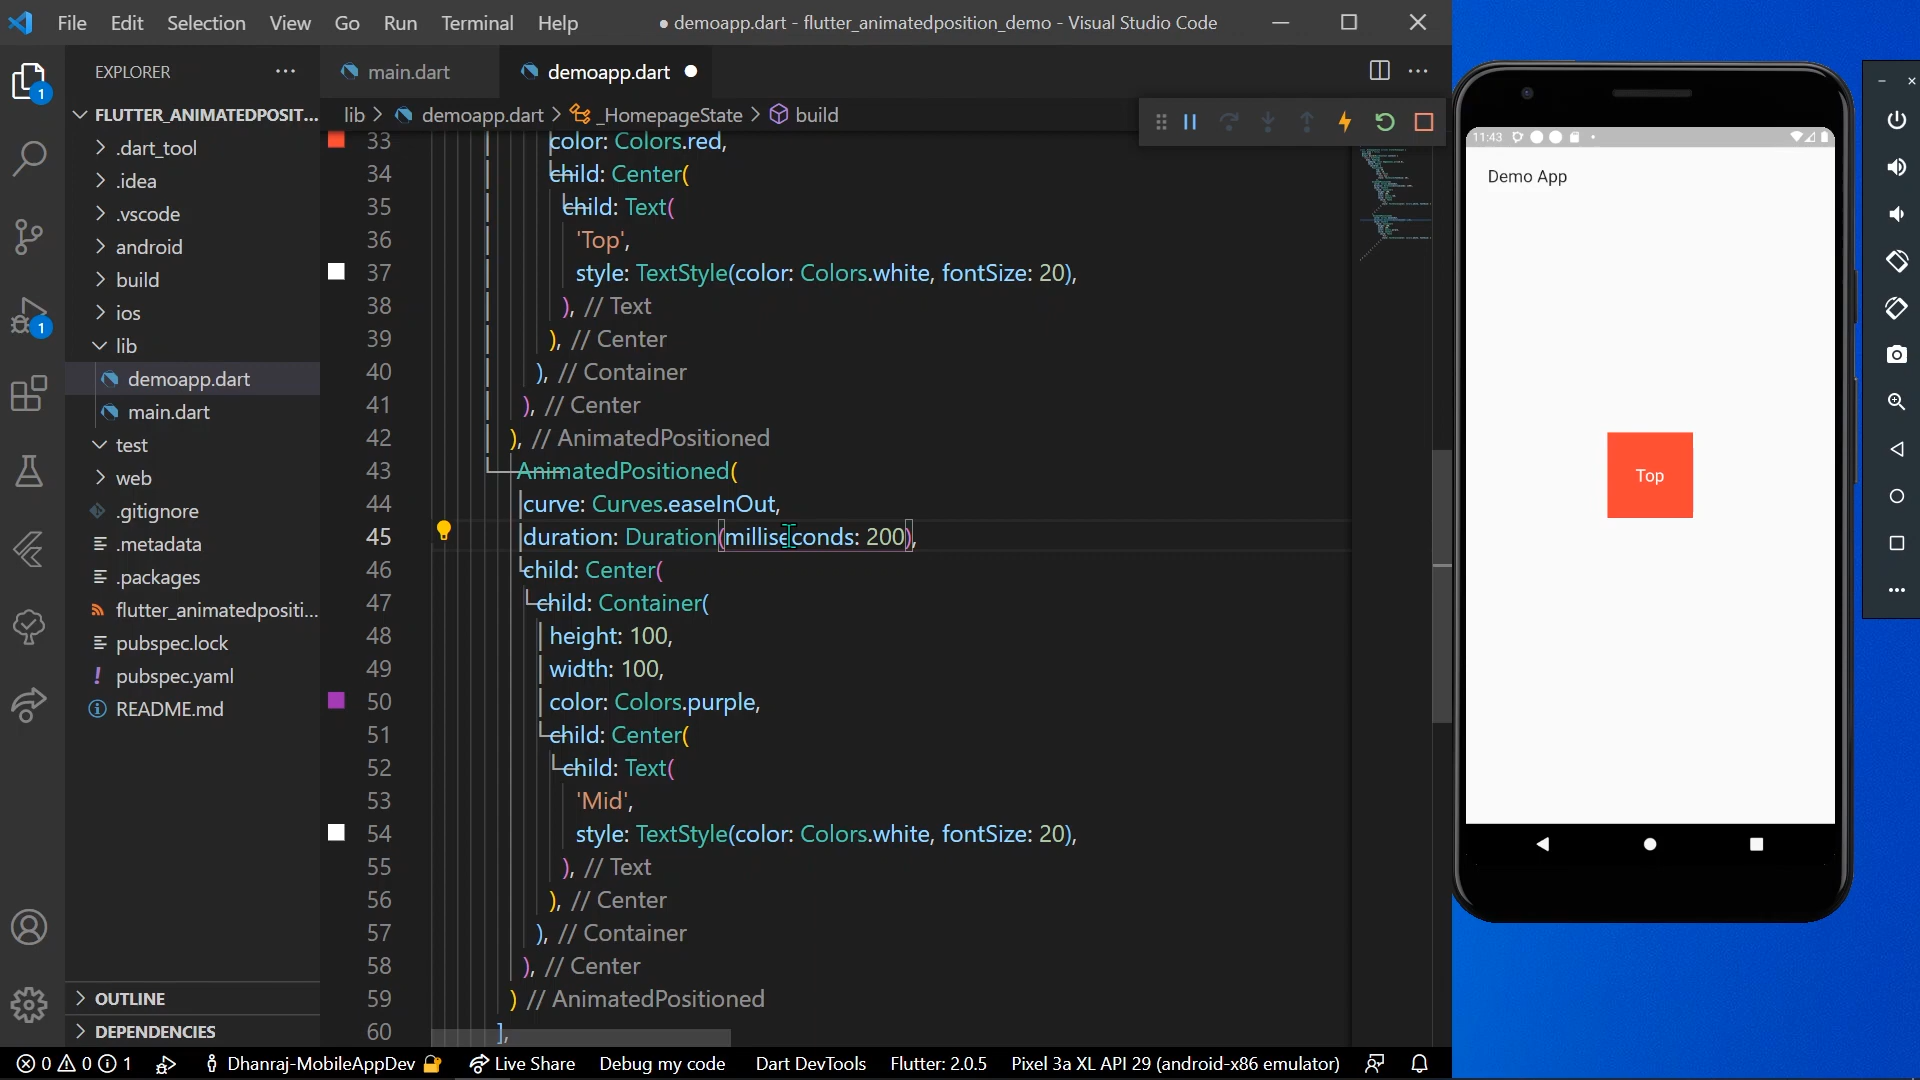 File Edit Selection View Go Run Terminal Help
● demoapp.dart - flutter_animatedposition_demo - Visual Studio Code
EXPLORER
FLUTTER_ANIMATEDPOSIT...
.dart_tool
.idea
.vscode
android
build
ios
lib
demoapp.dart
main.dart
test
web
.gitignore
.metadata
.packages
flutter_animatedpositi...
pubspec.lock
pubspec.yaml
README.md
OUTLINE
DEPENDENCIES
1
1
main.dart
demoapp.dart
lib > demoapp.dart > _HomepageState > build
33 color: Colors.red,
34 child: Center(
35 child: Text(
36 'Top',
37 style: TextStyle(color: Colors.white, fontSize: 20),
38 ), // Text
39 ), // Center
40 ), // Container
41 ), // Center
42 ), // AnimatedPositioned
43 AnimatedPositioned(
44 curve: Curves.easeInOut,
45 duration: Duration(milliseconds: 200),
46 child: Center(
47 child: Container(
48 height: 100,
49 width: 100,
50 color: Colors.purple,
51 child: Center(
52 child: Text(
53 'Mid',
54 style: TextStyle(color: Colors.white, fontSize: 20),
55 ), // Text
56 ), // Center
57 ), // Container
58 ), // Center
59 ) // AnimatedPositioned
60 ],
0 0 1 Dhanraj-MobileAppDev Live Share Debug my code Dart DevTools Flutter: 2.0.5 Pixel 3a XL API 29 (android-x86 emulator)
11:43
Demo App
Top